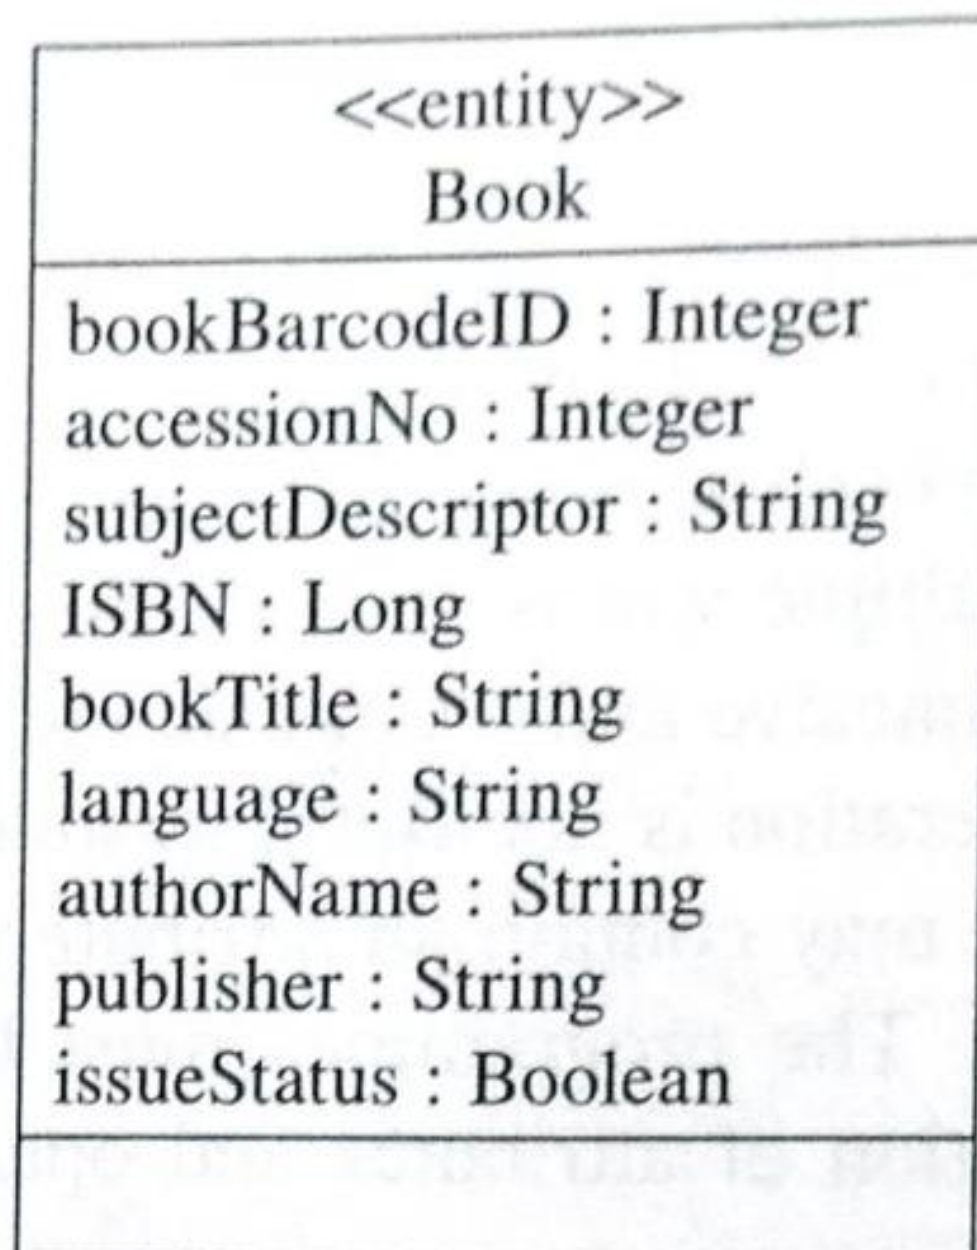 <<entity>>
Book
bookBarcodeID : Integer
accessionNo : Integer
subjectDescriptor : String
ISBN : Long
bookTitle : String
language : String
authorName : String
publisher : String
issueStatus : Boolean